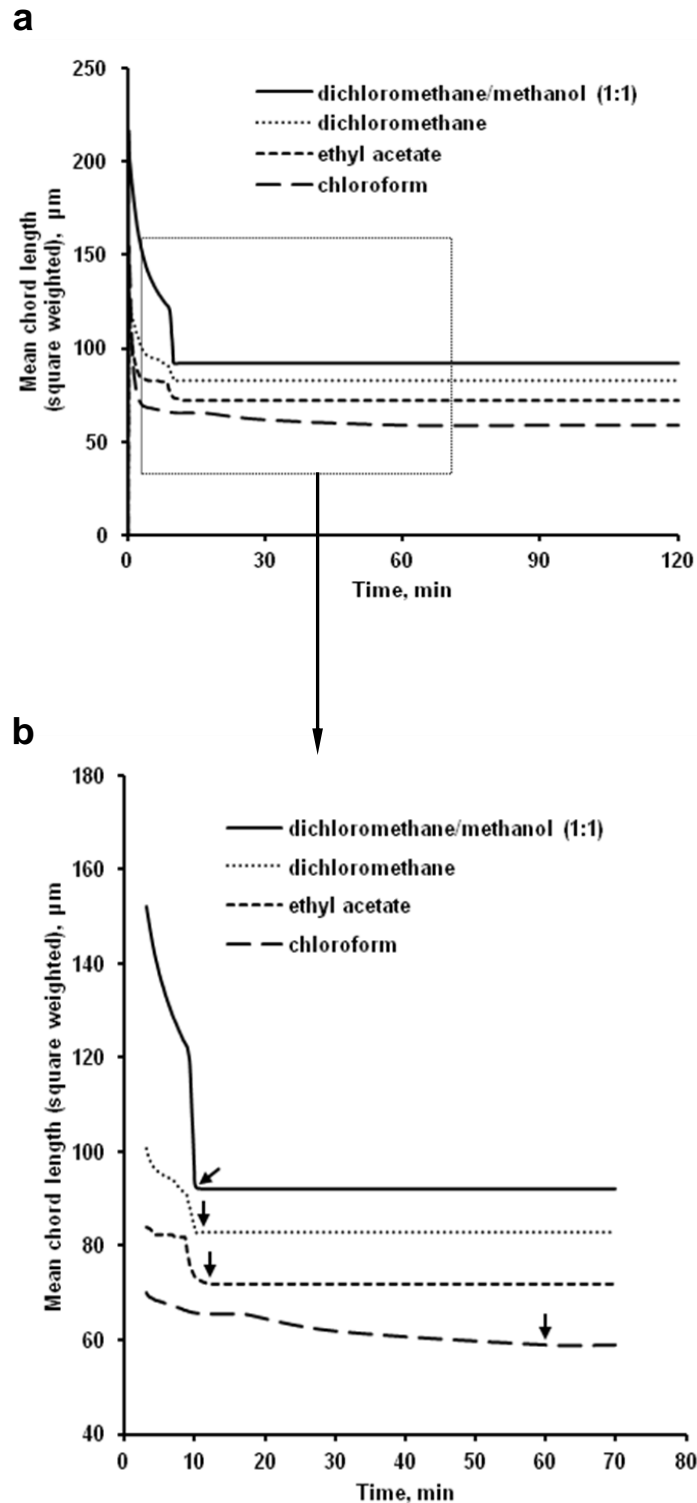 a
250
200
150
100
50
0
Mean chord length
(square weighted), µm
dichloromethane/methanol (1:1)
dichloromethane
ethyl acetate
chloroform
0 30 60 90 120
Time, min
b
180
160
140
120
100
80
60
40
Mean chord length (square weighted), µm
dichloromethane/methanol (1:1)
dichloromethane
ethyl acetate
chloroform
0 10 20 30 40 50 60 70 80
Time, min